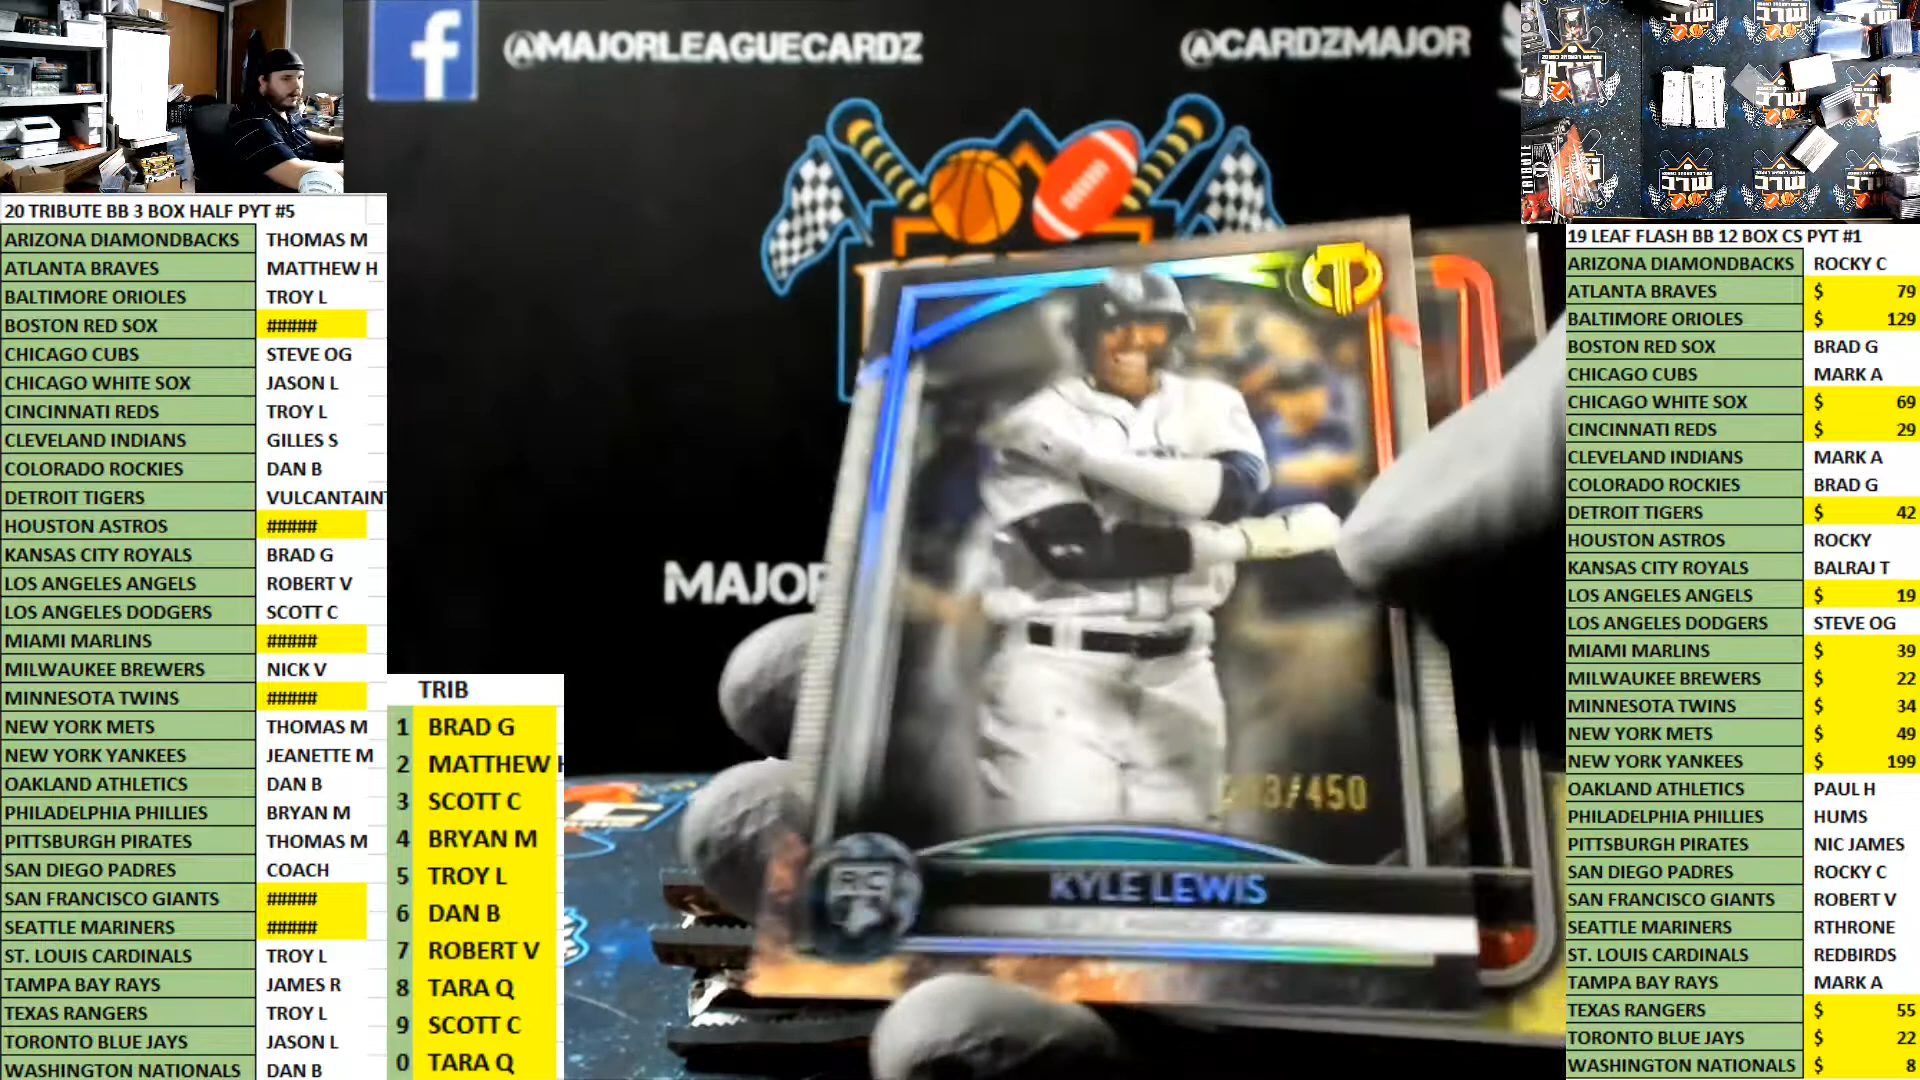 @MAJORLEAGUECARDZ
@CARDZMAJOR
20 TRIBUTE BB 3 BOX HALF PYT #5
ARIZONA DIAMONDBACKS THOMAS M
ATLANTA BRAVES MATTHEW H
BALTIMORE ORIOLES TROY L
BOSTON RED SOX #####
CHICAGO CUBS STEVE OG
CHICAGO WHITE SOX JASON L
CINCINNATI REDS TROY L
CLEVELAND INDIANS GILLES S
COLORADO ROCKIES DAN B
DETROIT TIGERS VULCANTAIN
HOUSTON ASTROS #####
KANSAS CITY ROYALS BRAD G
LOS ANGELES ANGELS ROBERT V
LOS ANGELES DODGERS SCOTT C
MIAMI MARLINS #####
MILWAUKEE BREWERS NICK V
MINNESOTA TWINS #####
NEW YORK METS THOMAS M
NEW YORK YANKEES JEANETTE M
OAKLAND ATHLETICS DAN B
PHILADELPHIA PHILLIES BRYAN M
PITTSBURGH PIRATES THOMAS M
SAN DIEGO PADRES COACH
SAN FRANCISCO GIANTS #####
SEATTLE MARINERS #####
ST. LOUIS CARDINALS TROY L
TAMPA BAY RAYS JAMES R
TEXAS RANGERS TROY L
TORONTO BLUE JAYS JASON L
WASHINGTON NATIONALS DAN B
TRIB
1 BRAD G
2 MATTHEW H
3 SCOTT C
4 BRYAN M
5 TROY L
6 DAN B
7 ROBERT V
8 TARA Q
9 SCOTT C
0 TARA Q
MAJOR
/450
RC
KYLE LEWIS
19 LEAF FLASH BB 12 BOX CS PYT #1
ARIZONA DIAMONDBACKS ROCKY C
ATLANTA BRAVES $ 79
BALTIMORE ORIOLES $ 129
BOSTON RED SOX BRAD G
CHICAGO CUBS MARK A
CHICAGO WHITE SOX $ 69
CINCINNATI REDS $ 29
CLEVELAND INDIANS MARK A
COLORADO ROCKIES BRAD G
DETROIT TIGERS $ 42
HOUSTON ASTROS ROCKY
KANSAS CITY ROYALS BALRAJ T
LOS ANGELES ANGELS $ 19
LOS ANGELES DODGERS STEVE OG
MIAMI MARLINS $ 39
MILWAUKEE BREWERS $ 22
MINNESOTA TWINS $ 34
NEW YORK METS $ 49
NEW YORK YANKEES $ 199
OAKLAND ATHLETICS PAUL H
PHILADELPHIA PHILLIES HUMS
PITTSBURGH PIRATES NIC JAMES
SAN DIEGO PADRES ROCKY C
SAN FRANCISCO GIANTS ROBERT V
SEATTLE MARINERS RTHRONE
ST. LOUIS CARDINALS REDBIRDS
TAMPA BAY RAYS MARK A
TEXAS RANGERS $ 55
TORONTO BLUE JAYS $ 22
WASHINGTON NATIONALS $ 8